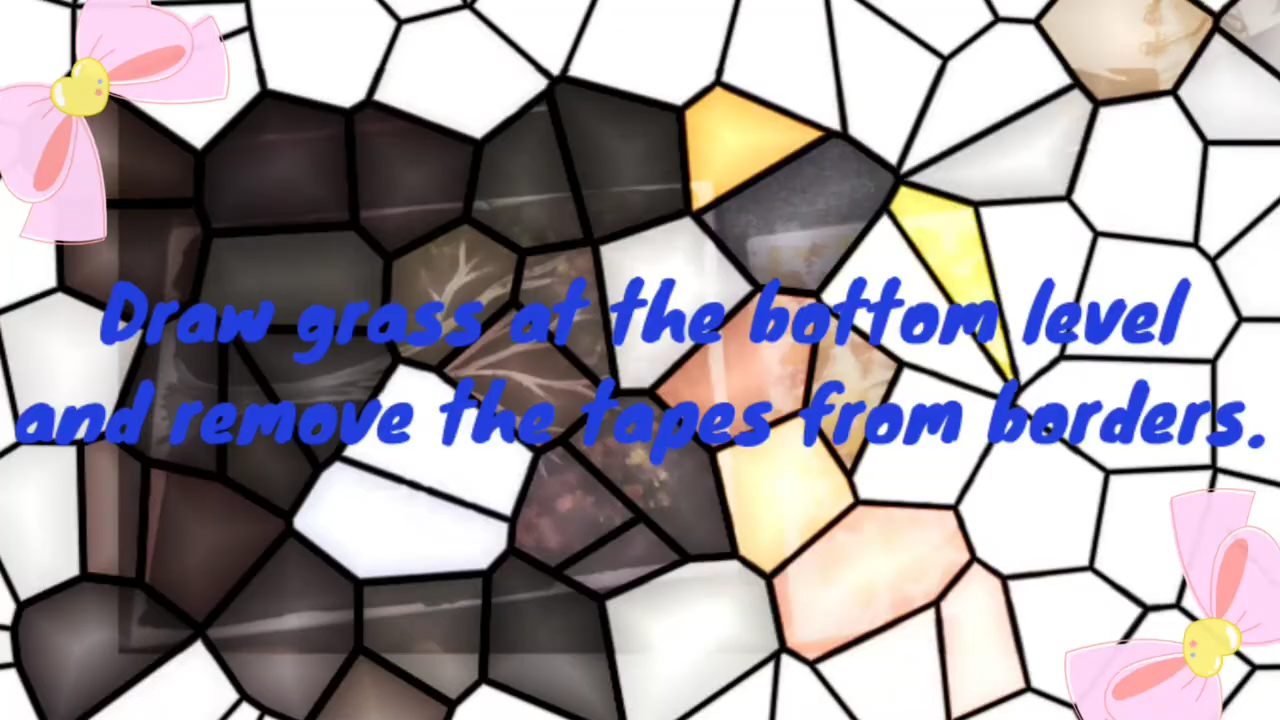 Draw grass at the bottom level
and remove the tapes from borders.